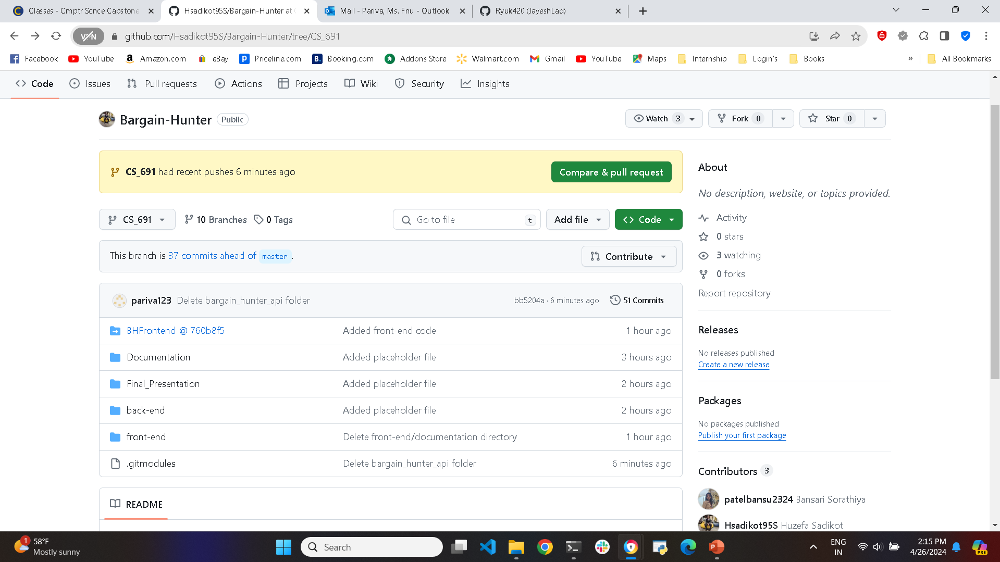 Classes - Cmptr Scnce Capstone
Hsadikot95S/Bargain-Hunter at
Mail - Pariva, Ms. Fnu - Outlook
Ryuk420 (JayeshLad)
VPN
github.com/Hsadikot95S/Bargain-Hunter/tree/CS_691
Facebook
YouTube
Amazon.com
eBay
Priceline.com
Booking.com
Addons Store
Walmart.com
Gmail
YouTube
Maps
Internship
Login's
Books
»
All Bookmarks
Code
Issues
Pull requests
Actions
Projects
Wiki
Security
Insights
Bargain-Hunter Public
Watch 3
Fork 0
Star 0
CS_691 had recent pushes 6 minutes ago
Compare & pull request
CS_691
10 Branches
0 Tags
Go to file t
Add file
Code
This branch is 37 commits ahead of master .
Contribute
pariva123 Delete bargain_hunter_api folder
bb5204a · 6 minutes ago
51 Commits
BHFrontend @ 760b8f5 Added front-end code 1 hour ago
Documentation Added placeholder file 3 hours ago
Final_Presentation Added placeholder file 2 hours ago
back-end Added placeholder file 2 hours ago
front-end Delete front-end/documentation directory 1 hour ago
.gitmodules Delete bargain_hunter_api folder 6 minutes ago
README
About
No description, website, or topics provided.
Activity
0 stars
3 watching
0 forks
Report repository
Releases
No releases published
Create a new release
Packages
No packages published
Publish your first package
Contributors 3
patelbansu2324 Bansari Sorathiya
Hsadikot95S Huzefa Sadikot
1
58°F
Mostly sunny
Search
ENG
IN
2:15 PM
4/26/2024
PRE